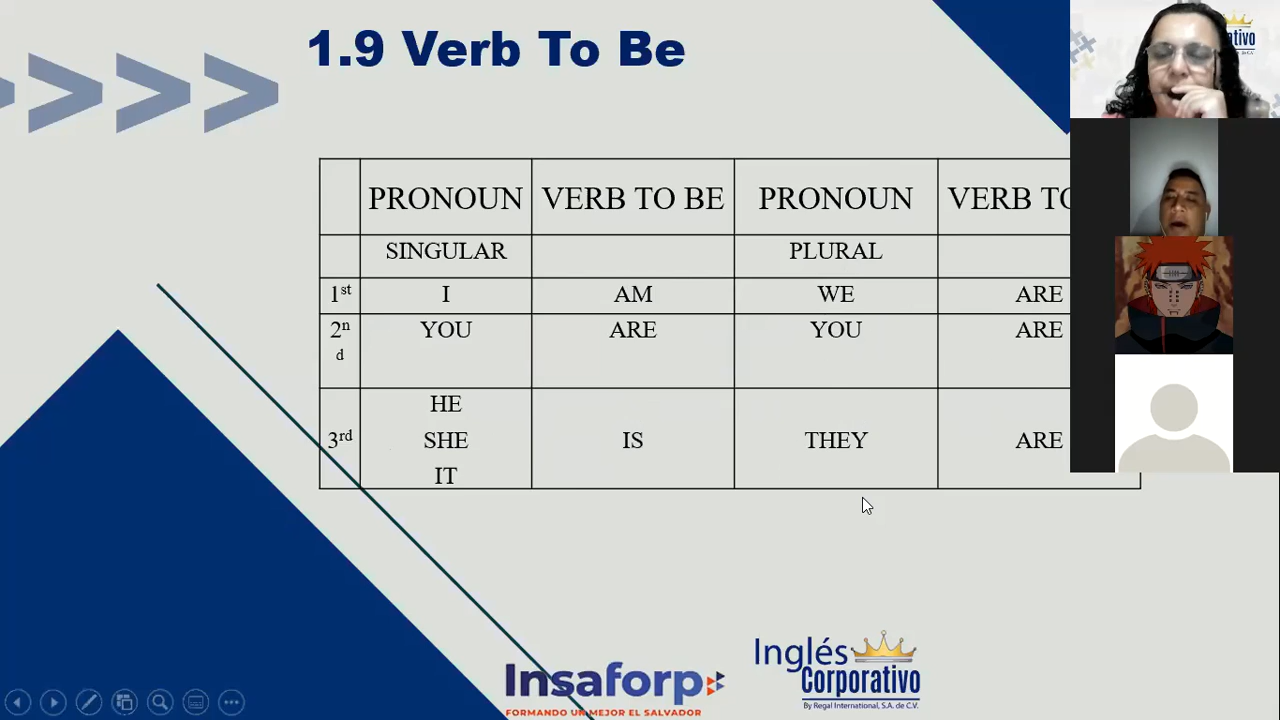 1.9 Verb To Be
PRONOUN VERB TO BE PRONOUN VERB TO
SINGULAR PLURAL
1st I AM WE ARE
2nd YOU ARE YOU ARE
HE
SHE
3rd IS THEY ARE
IT
Insaforp
FORMANDO UN MEJOR EL SALVADOR
Inglés
Corporativo
By Regal International, S.A. de C.V.